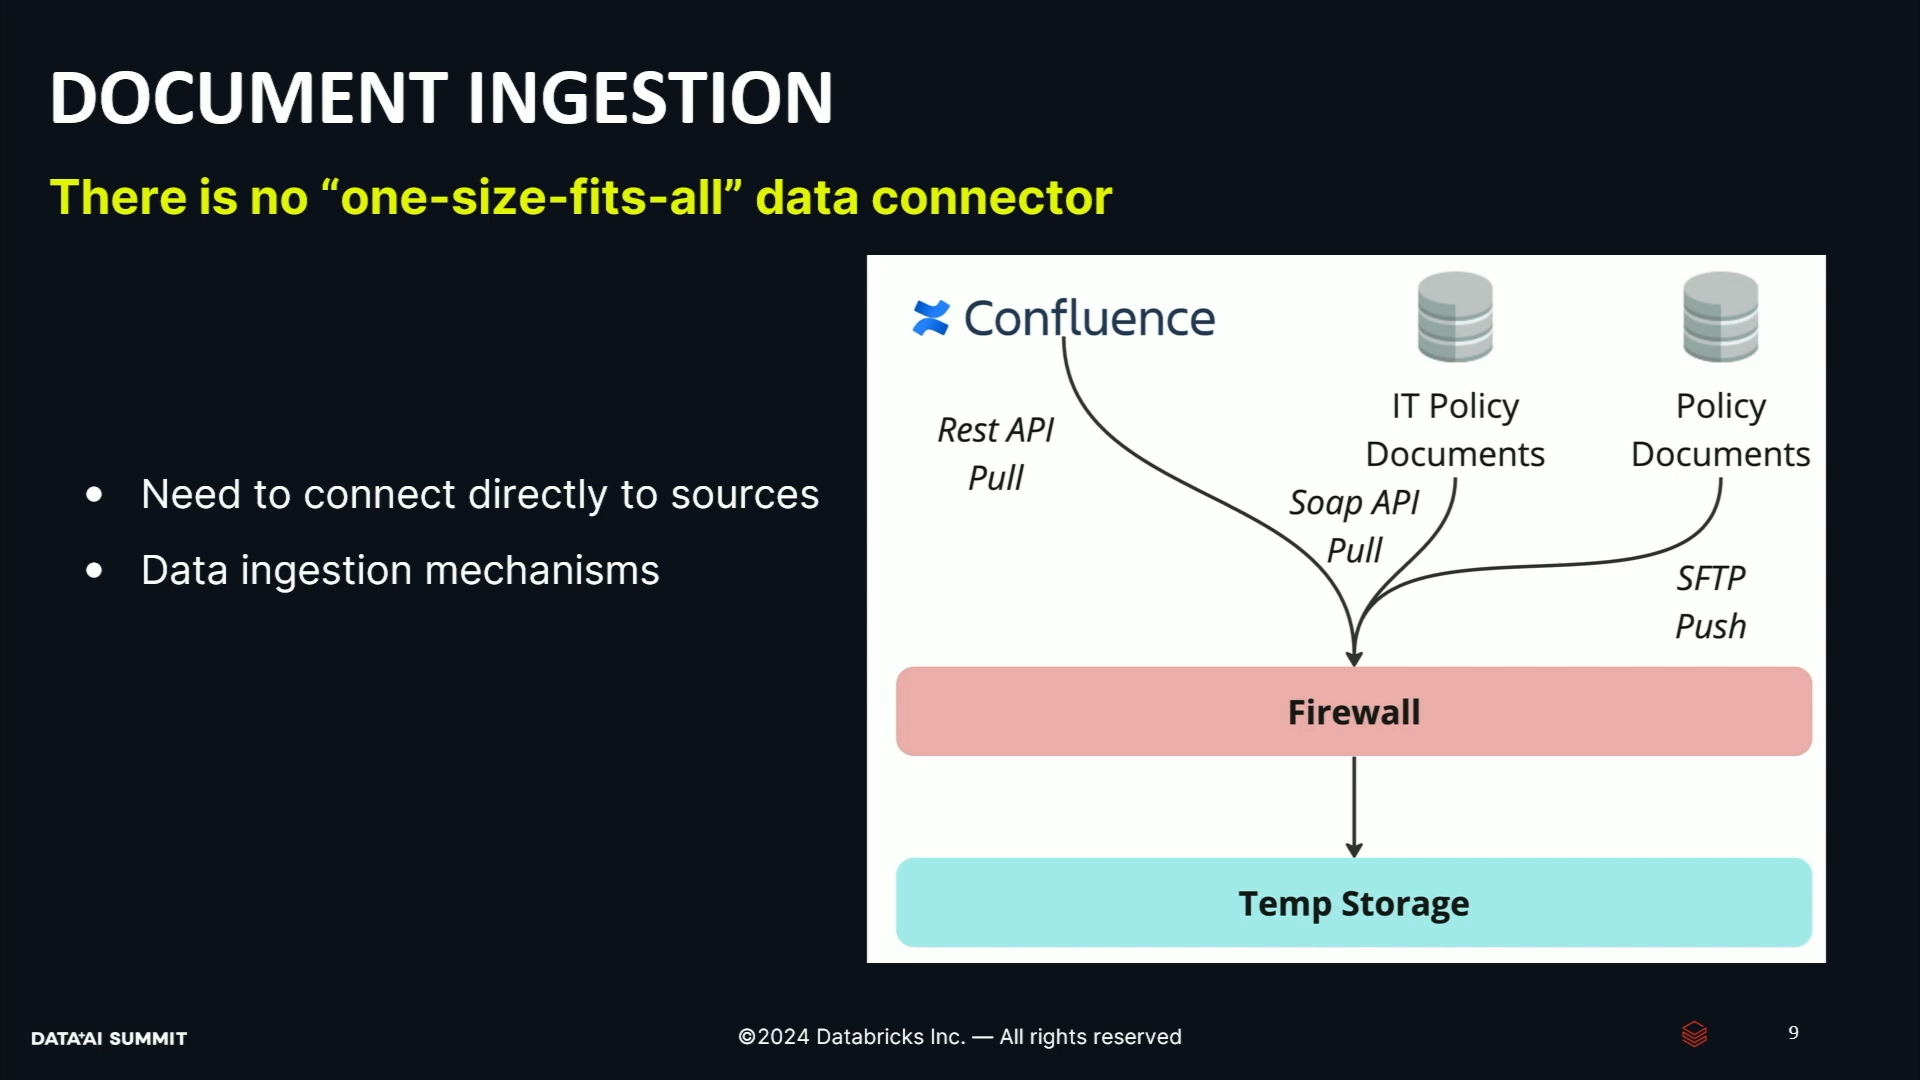 DOCUMENT INGESTION
There is no “one-size-fits-all” data connector
Need to connect directly to sources
Data ingestion mechanisms
Confluence
Rest API
Pull
IT Policy
Documents
Soap API
Pull
Policy
Documents
SFTP
Push
Firewall
Temp Storage
DATA+AI SUMMIT
©2024 Databricks Inc. — All rights reserved
9